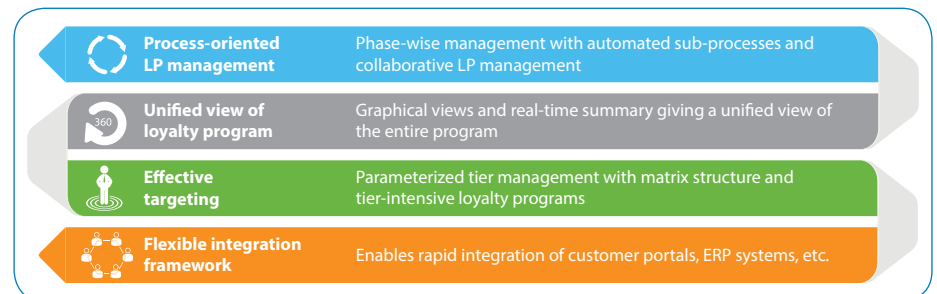 Process-oriented
LP management
Phase-wise management with automated sub-processes and
collaborative LP management
360
Unified view of
loyalty program
Graphical views and real-time summary giving a unified view of
the entire program
Effective
targeting
Parameterized tier management with matrix structure and
tier-intensive loyalty programs
Flexible integration
framework
Enables rapid integration of customer portals, ERP systems, etc.